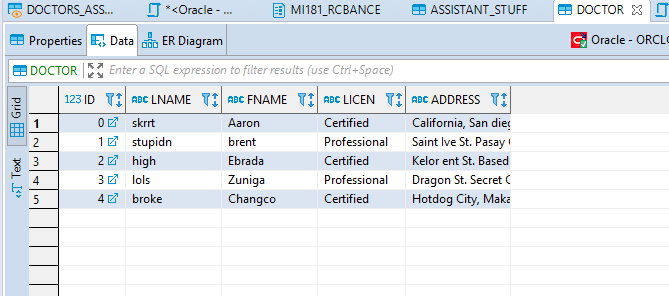 DOCTORS_ASS... *<Oracle - ... MI181_RCBANCE ASSISTANT_STUFF DOCTOR
Properties Data ER Diagram Oracle - ORCL
DOCTOR Enter a SQL expression to filter results (use Ctrl+Space)
Grid
Text
123 ID ABC LNAME ABC FNAME ABC LICEN ABC ADDRESS
1 0 skrrt Aaron Certified California, San dieg
2 1 stupidn brent Professional Saint Ive St. Pasay
3 2 high Ebrada Certified Kelor ent St. Based
4 3 lols Zuniga Professional Dragon St. Secret
5 4 broke Changco Certified Hotdog City, Maka